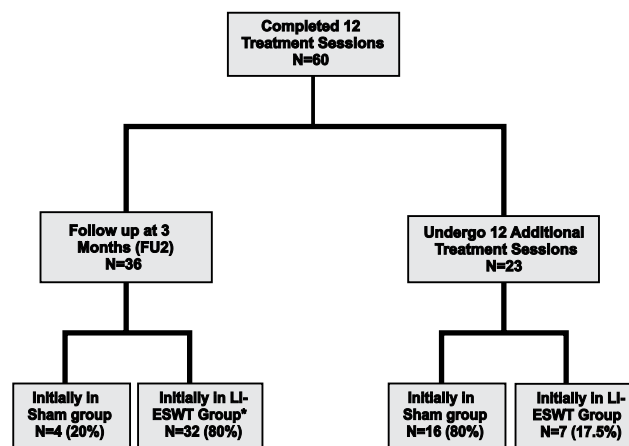 Completed 12
Treatment Sessions
N=60
Follow up at 3
Months (FU2)
N=36
Undergo 12 Additional
Treatment Sessions
N=23
Initially in
Sham group
N=4 (20%)
Initially in LI-
ESWT Group*
N=32 (80%)
Initially in
Sham group
N=16 (80%)
Initially in LI-
ESWT Group
N=7 (17.5%)